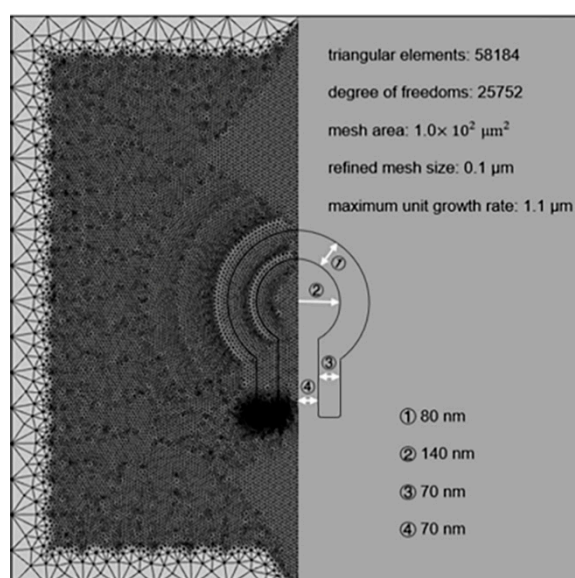 triangular elements: 58184
degree of freedoms: 25752
mesh area: 1.0× 10² μm²
refined mesh size: 0.1 μm
maximum unit growth rate: 1.1 μm
①
②
③
④
① 80 nm
② 140 nm
③ 70 nm
④ 70 nm